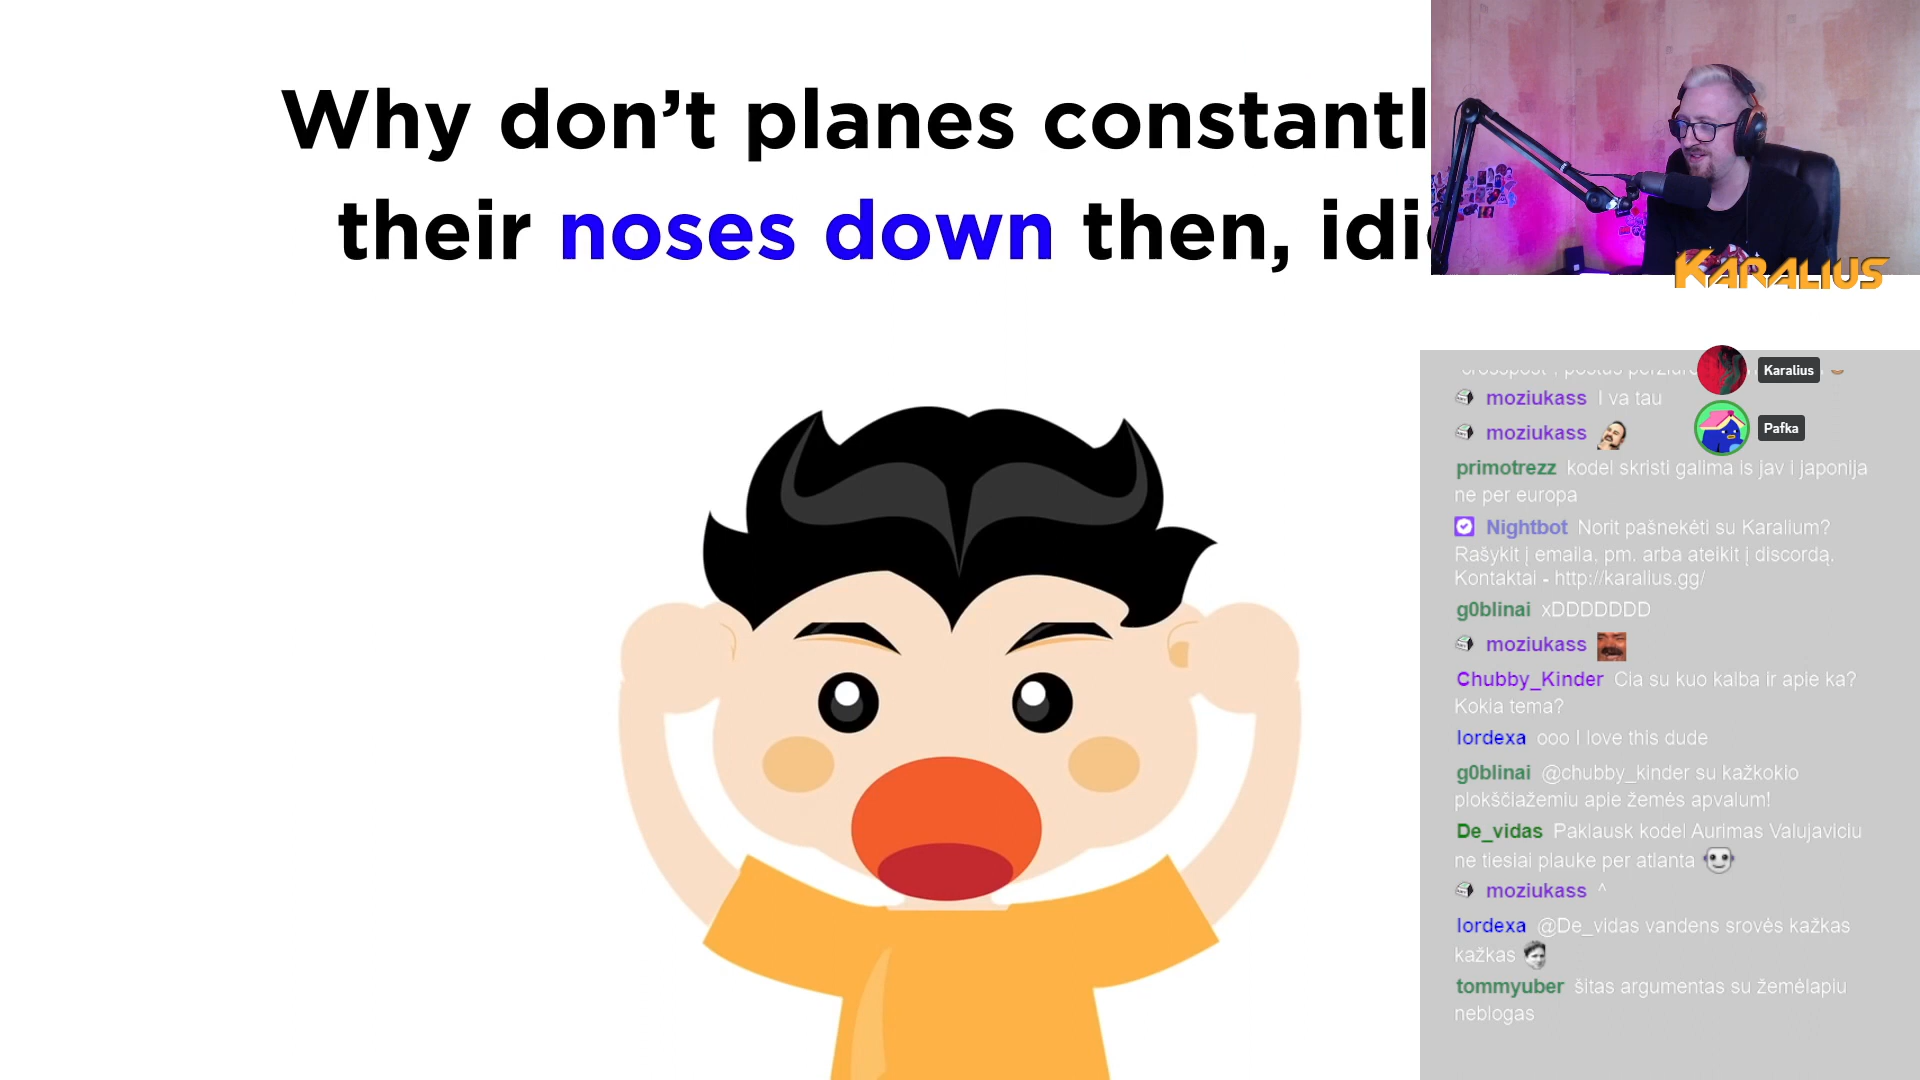 Why don’t planes constantl
their noses down then, idi
KARALIUS
Karalius
moziukass I va tau
moziukass
Pafka
primotrezz kodel skristi galima is jav i japonija
ne per europa
Nightbot Norit pašnekėti su Karalium?
Rašykit į emailą, pm. arba ateikit į discordą,
Kontaktai - http://karalius.gg/
g0blinai xDDDDDDD
moziukass
Chubby_Kinder Cia su kuo kalba ir apie ka?
Kokia tema?
lordexa ooo I love this dude
g0blinai @chubby_kinder su kažkokio
plokščiažemiu apie žemės apvalum!
De_vidas Paklausk kodel Aurimas Valujaviciu
ne tiesiai plauke per atlanta
moziukass ^
lordexa @De_vidas vandens srovės kažkas
kažkas
tommyuber šitas argumentas su žemėlapiu
neblogas